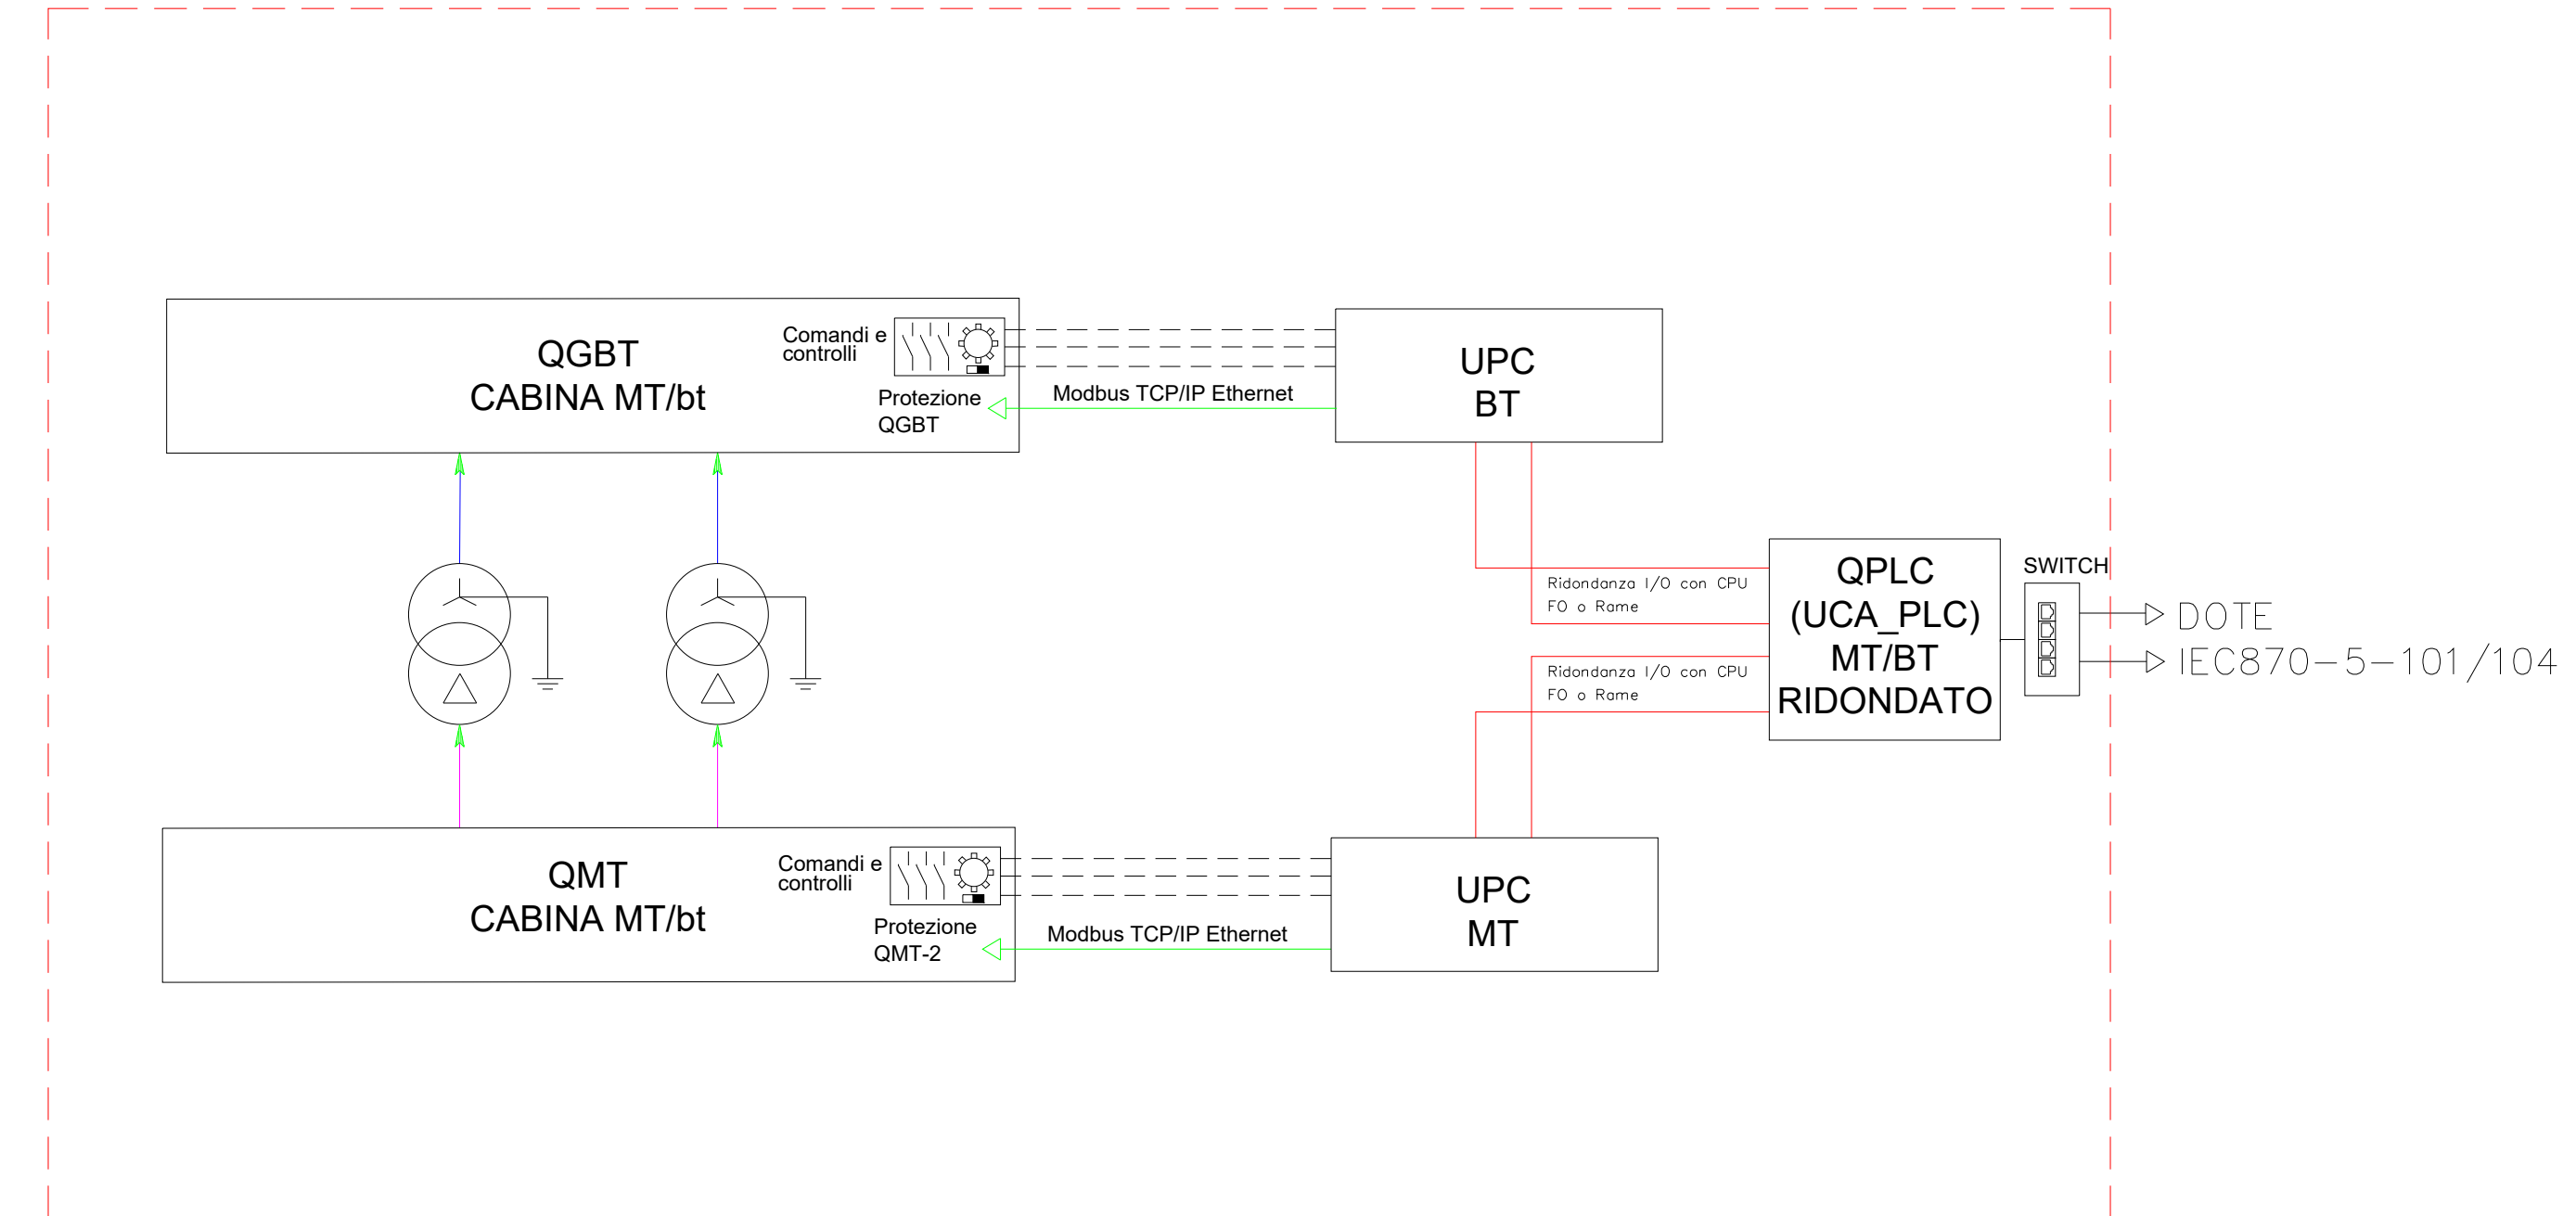 QGBT
CABINA MT/bt
Comandi e
controlli
Protezione
QGBT
Modbus TCP/IP Ethernet
UPC
BT
Ridondanza I/O con CPU
FO o Rame
Ridondanza I/O con CPU
FO o Rame
QPLC
(UCA_PLC)
MT/BT
RIDONDATO
SWITCH
DOTE
IEC870-5-101/104
QMT
CABINA MT/bt
Comandi e
controlli
Protezione
QMT-2
Modbus TCP/IP Ethernet
UPC
MT